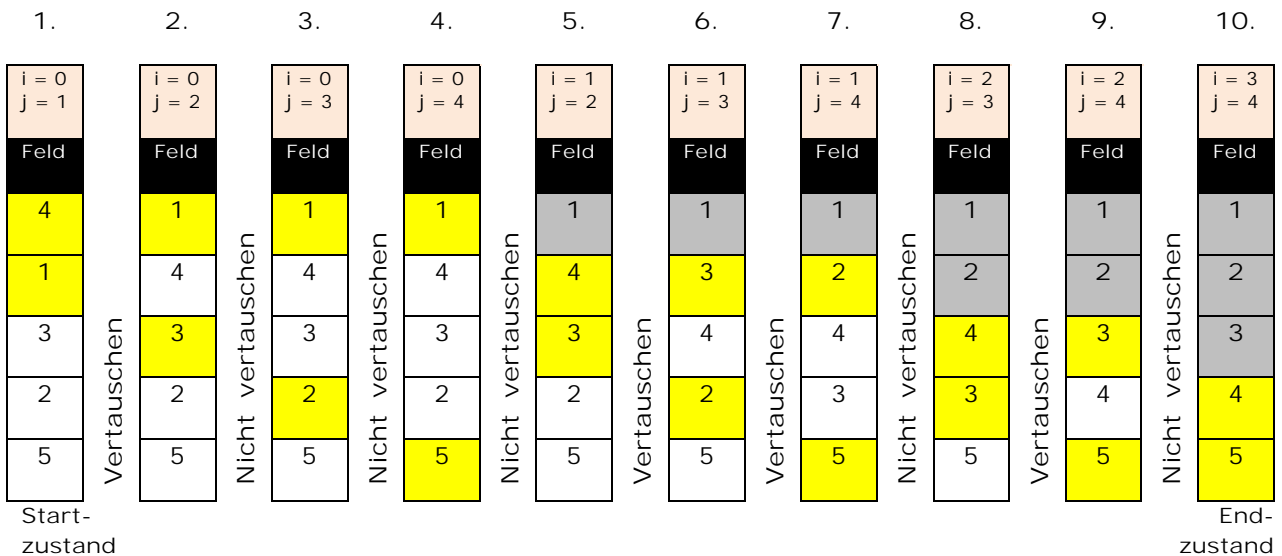 1. 2. 3. 4. 5. 6. 7. 8. 9. 10.
i = 0 i = 0 i = 0 i = 0 i = 1 i = 1 i = 1 i = 2 i = 2 i = 3
j = 1 j = 2 j = 3 j = 4 j = 2 j = 3 j = 4 j = 3 j = 4 j = 4
Feld Feld Feld Feld Feld Feld Feld Feld Feld Feld
4 1 1 1 1 1 1 1 1 1
1 4 4 4 4 3 2 2 2 2
3 3 3 3 3 4 4 4 3 3
2 2 2 2 2 2 3 3 4 4
5 5 5 5 5 5 5 5 5 5
Vertauschen
Nicht vertauschen
Nicht vertauschen
Nicht vertauschen
Vertauschen
Vertauschen
Nicht vertauschen
Vertauschen
Nicht vertauschen
Start-
zustand
End-
zustand